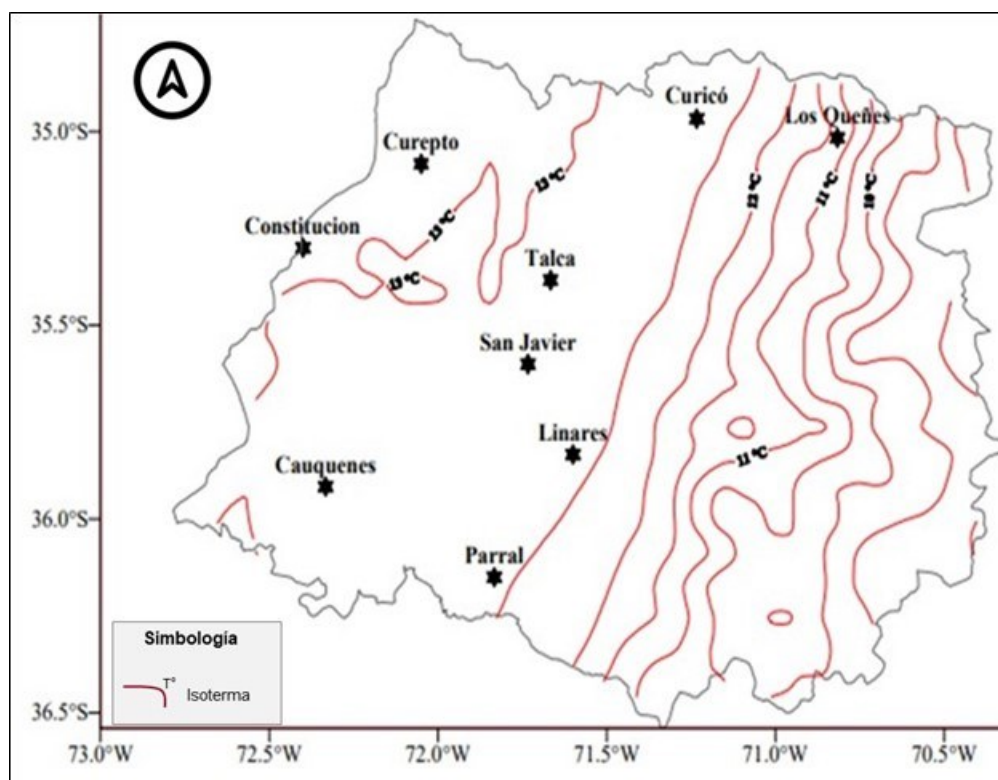 Curicó
35.0°S
Los Queñes
Curepto
13 °C
12 °C
11 °C
10 °C
13 °C
Constitucion
Talca
13 °C
35.5°S
San Javier
Linares
11 °C
Cauquenes
36.0°S
Parral
Simbología
T°
Isoterma
36.5°S
73.0°W
72.5°W
72.0°W
71.5°W
71.0°W
70.5°W